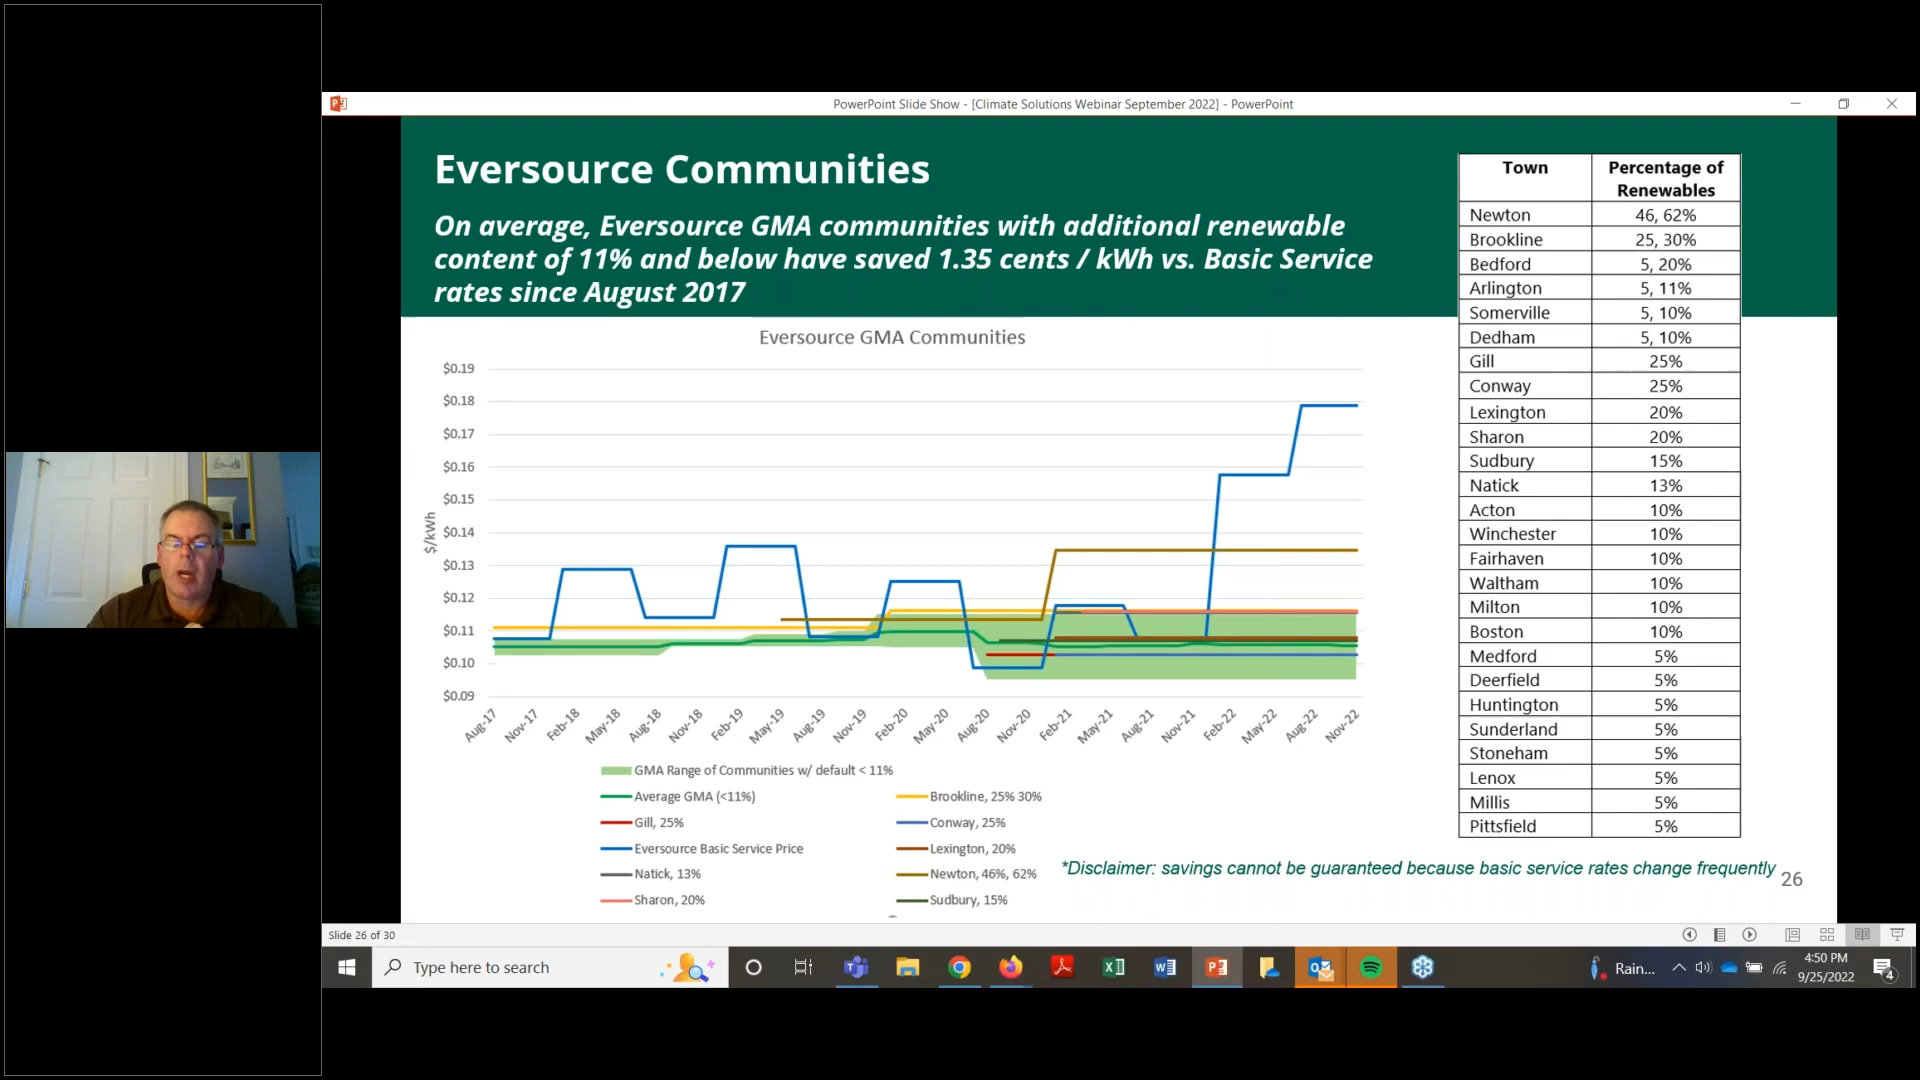 PowerPoint Slide Show - [Climate Solutions Webinar September 2022] - PowerPoint
Eversource Communities
On average, Eversource GMA communities with additional renewable
content of 11% and below have saved 1.35 cents / kWh vs. Basic Service
rates since August 2017
Eversource GMA Communities
$/kWh
$0.19
$0.18
$0.17
$0.16
$0.15
$0.14
$0.13
$0.12
$0.11
$0.10
$0.09
Aug-17 Nov-17 Feb-18 May-18 Aug-18 Nov-18 Feb-19 May-19 Aug-19 Nov-19 Feb-20 May-20 Aug-20 Nov-20 Feb-21 May-21 Aug-21 Nov-21 Feb-22 May-22 Aug-22 Nov-22
GMA Range of Communities w/ default < 11%
Average GMA (<11%) Brookline, 25% 30%
Gill, 25% Conway, 25%
Eversource Basic Service Price Lexington, 20%
Natick, 13% Newton, 46%, 62%
Sharon, 20% Sudbury, 15%
Town Percentage of
Renewables
Newton 46, 62%
Brookline 25, 30%
Bedford 5, 20%
Arlington 5, 11%
Somerville 5, 10%
Dedham 5, 10%
Gill 25%
Conway 25%
Lexington 20%
Sharon 20%
Sudbury 15%
Natick 13%
Acton 10%
Winchester 10%
Fairhaven 10%
Waltham 10%
Milton 10%
Boston 10%
Medford 5%
Deerfield 5%
Huntington 5%
Sunderland 5%
Stoneham 5%
Lenox 5%
Millis 5%
Pittsfield 5%
*Disclaimer: savings cannot be guaranteed because basic service rates change frequently
26
Slide 26 of 30
Type here to search
Rain...
4:50 PM
9/25/2022
4